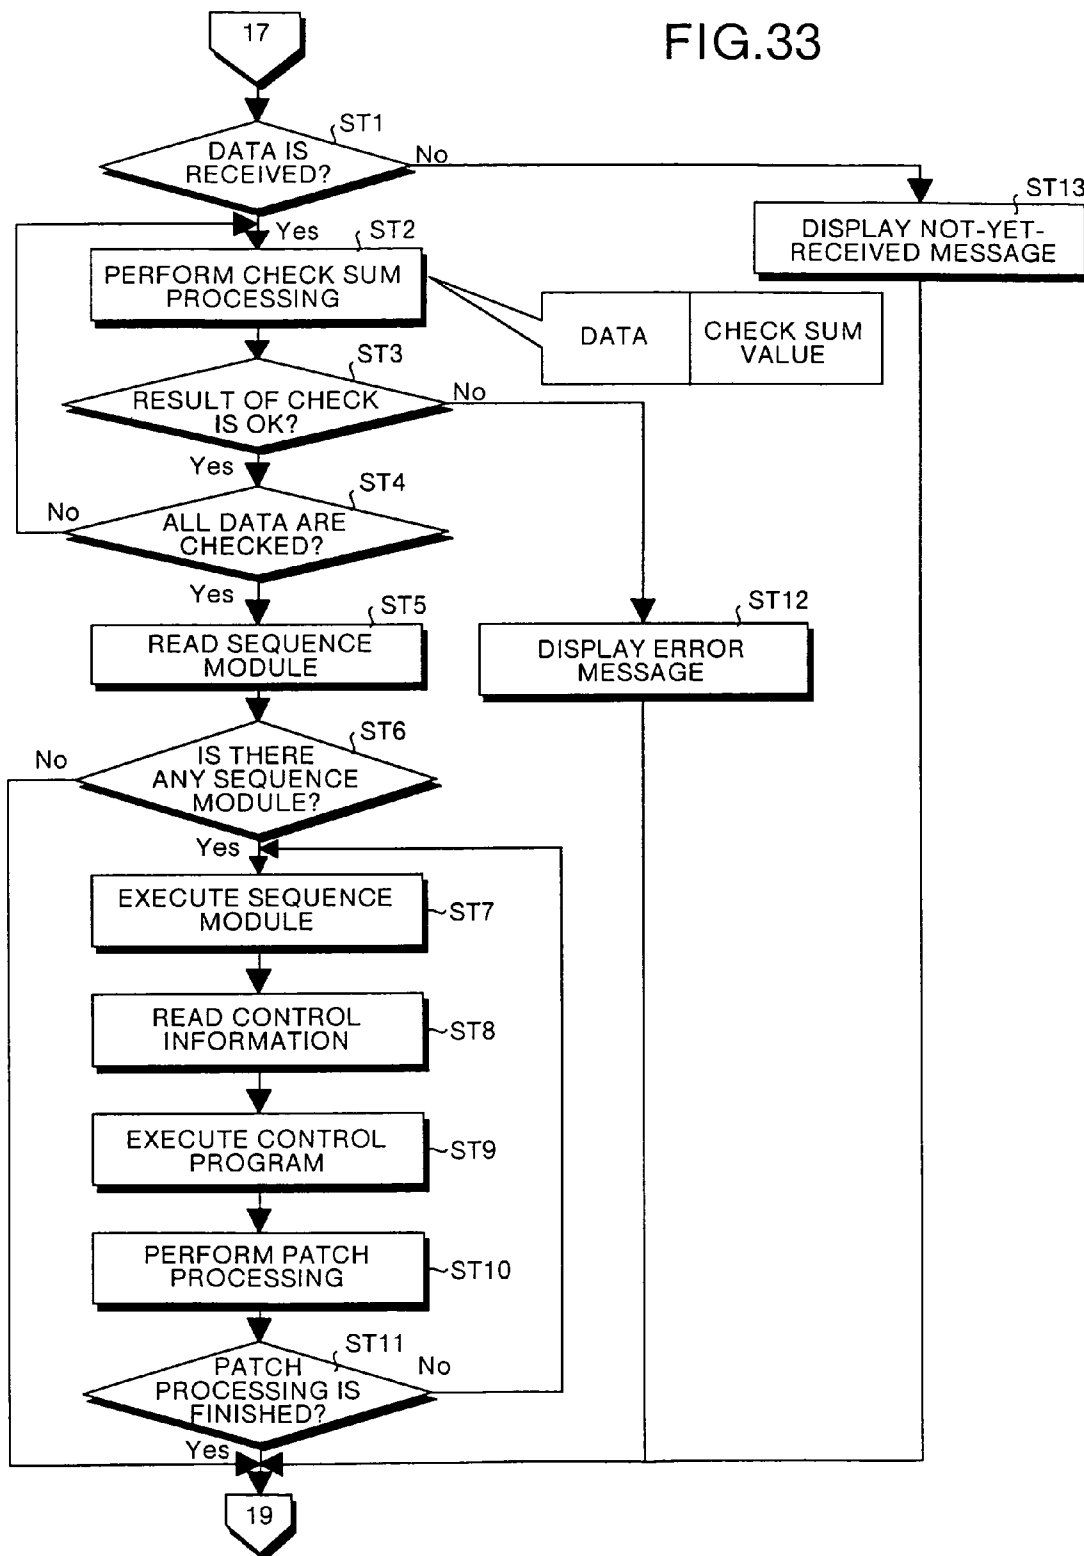 FIG.33
17
ST1
DATA IS
RECEIVED?
No
Yes
ST13
DISPLAY NOT-YET-
RECEIVED MESSAGE
ST2
PERFORM CHECK SUM
PROCESSING
DATA
CHECK SUM
VALUE
ST3
RESULT OF CHECK
IS OK?
No
Yes
ST4
No
ALL DATA ARE
CHECKED?
Yes
ST5
READ SEQUENCE
MODULE
ST12
DISPLAY ERROR
MESSAGE
ST6
No
IS THERE
ANY SEQUENCE
MODULE?
Yes
EXECUTE SEQUENCE
MODULE
ST7
READ CONTROL
INFORMATION
ST8
EXECUTE CONTROL
PROGRAM
ST9
PERFORM PATCH
PROCESSING
ST10
ST11
PATCH
PROCESSING IS
FINISHED?
No
Yes
19